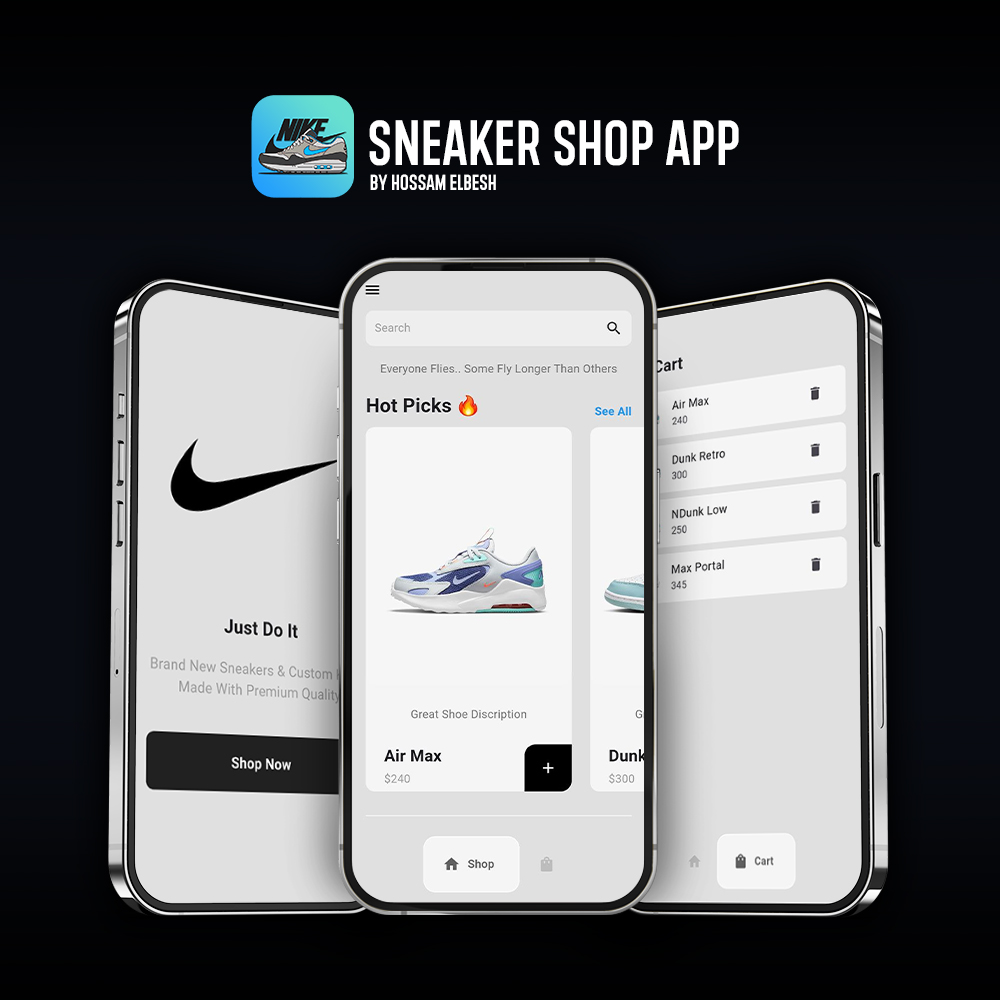 NIKE
SNEAKER SHOP APP
BY HOSSAM ELBESH
Just Do It
Brand New Sneakers & Custom
Made With Premium Quality
Shop Now
Search
Everyone Flies.. Some Fly Longer Than Others
Hot Picks 🔥
See All
Great Shoe Discription
Air Max
$240
+
G
Dunk
$300
Shop
Cart
Air Max
240
Dunk Retro
300
NDunk Low
250
Max Portal
345
Cart